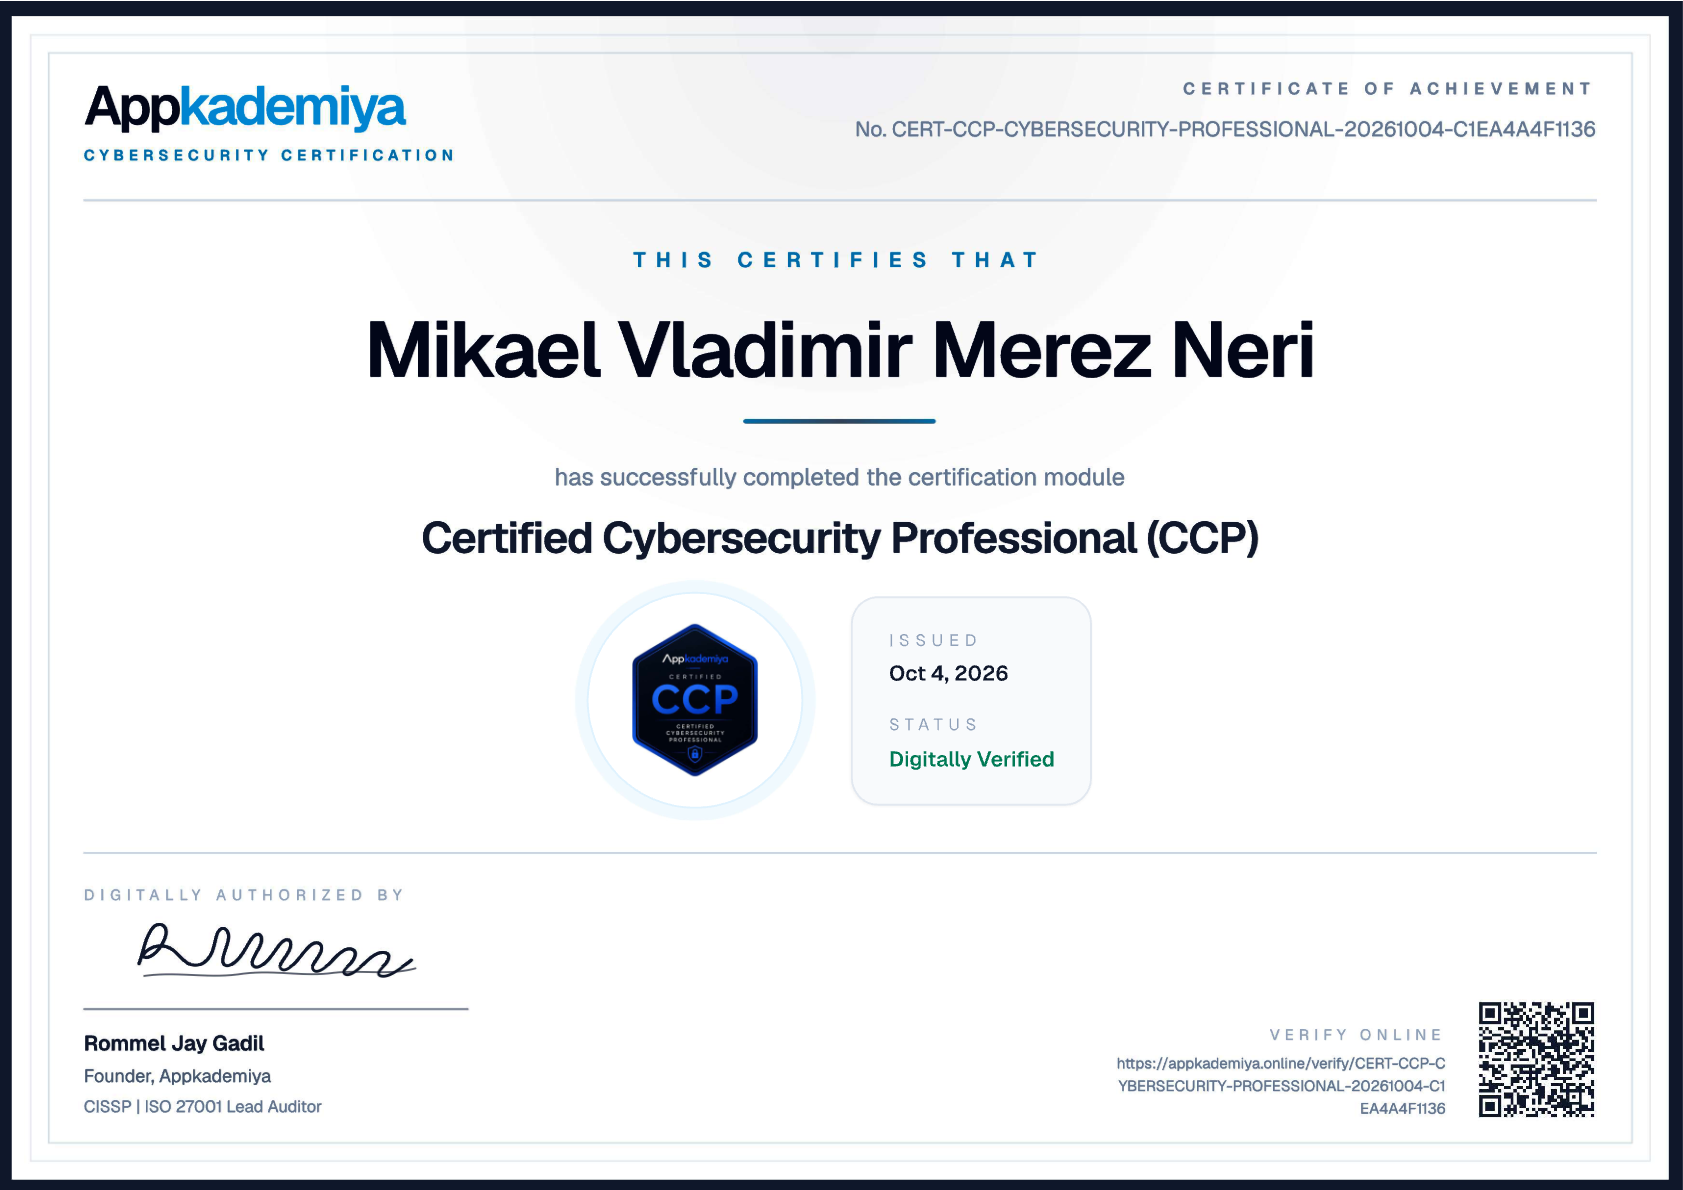 Appkademiya
CYBERSECURITY CERTIFICATION
CERTIFICATE OF ACHIEVEMENT
No. CERT-CCP-CYBERSECURITY-PROFESSIONAL-20261004-C1EA4A4F1136
THIS CERTIFIES THAT
Mikael Vladimir Merez Neri
has successfully completed the certification module
Certified Cybersecurity Professional (CCP)
Appkademiya
CERTIFIED
CCP
CERTIFIED
CYBERSECURITY
PROFESSIONAL
ISSUED
Oct 4, 2026
STATUS
Digitally Verified
DIGITALLY AUTHORIZED BY
Rommel Jay Gadil
Founder, Appkademiya
CISSP | ISO 27001 Lead Auditor
VERIFY ONLINE
https://appkademiya.online/verify/CERT-CCP-C
YBERSECURITY-PROFESSIONAL-20261004-C1
EA4A4F1136